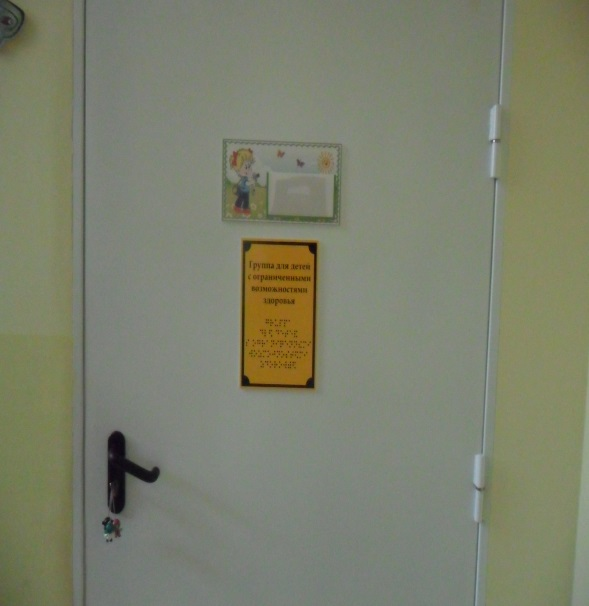 Группа для детей
с ограниченными
возможностями
здоровья